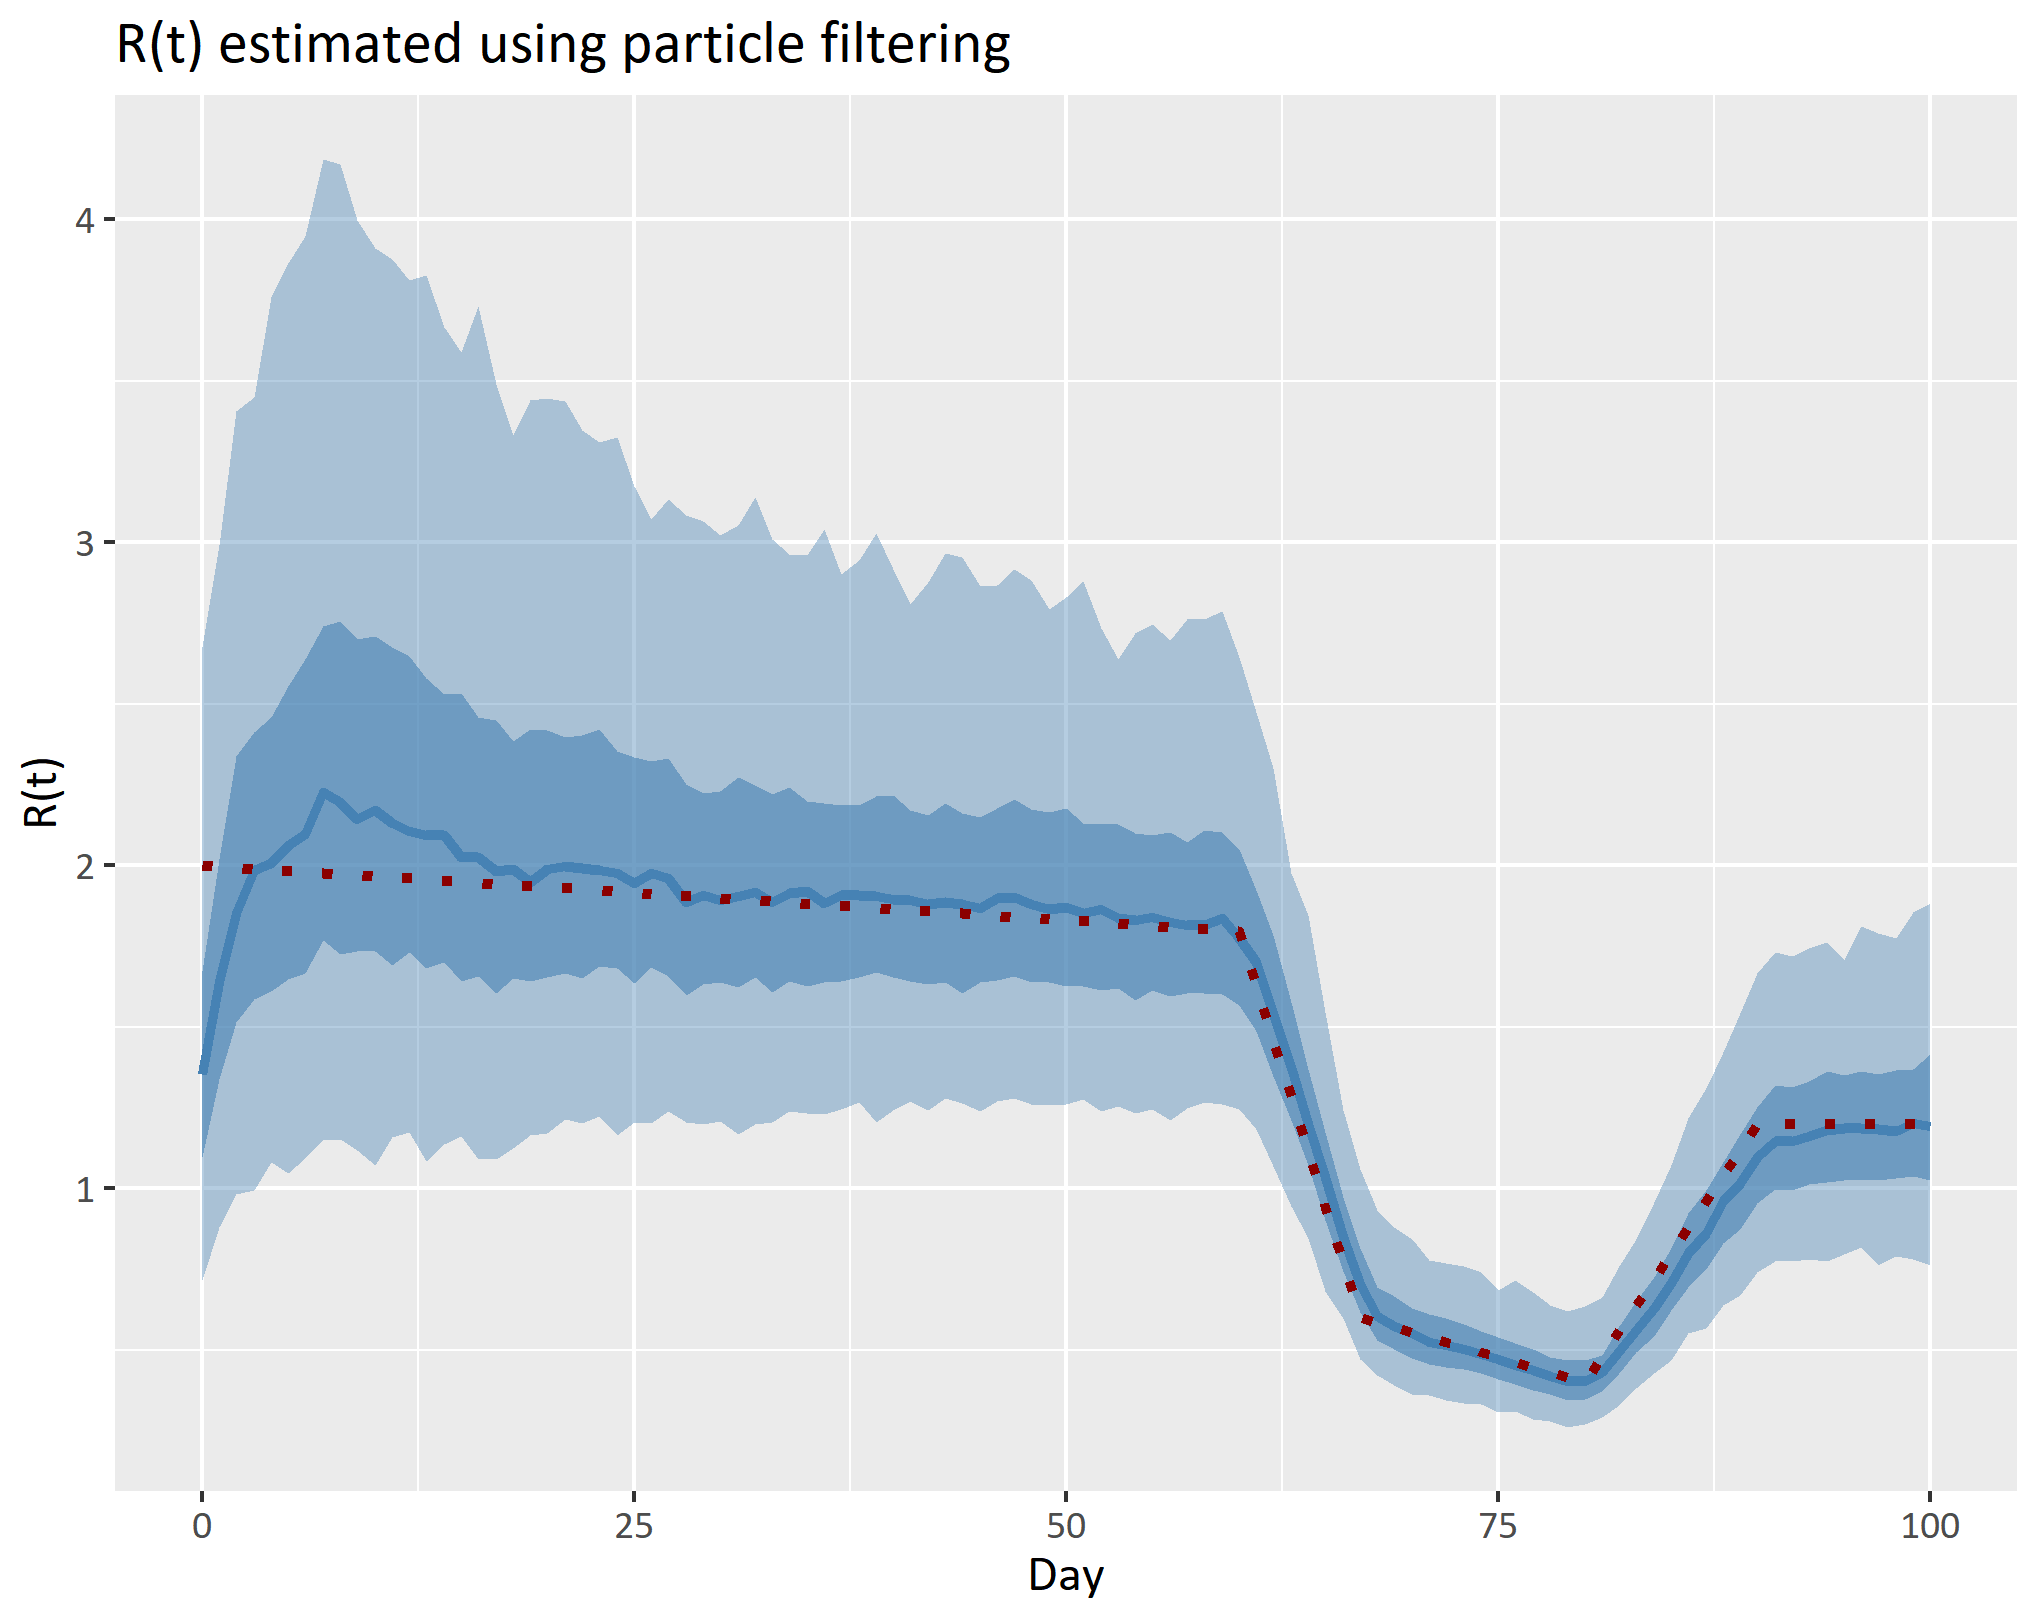 R(t) estimated using particle filtering
R(t)
4
3
2
1
0 25 50 75 100
Day